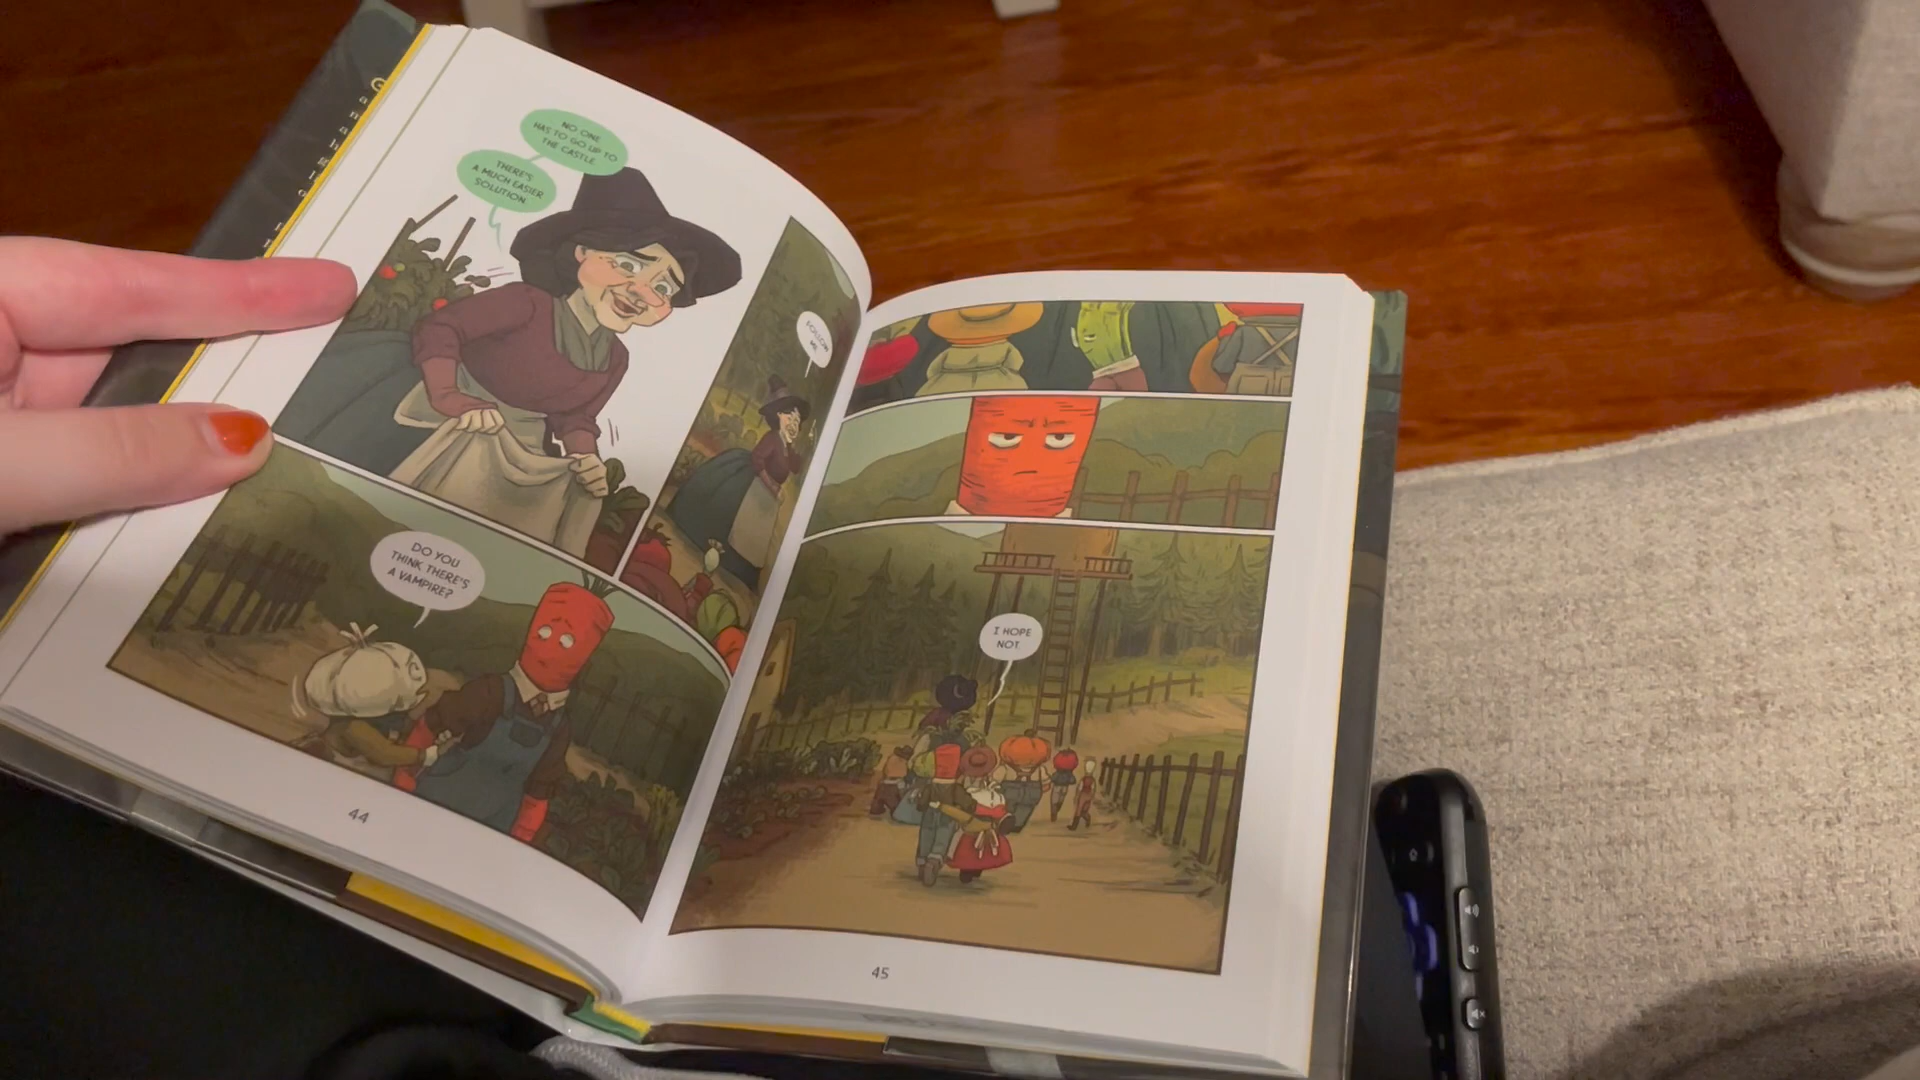 NO ONE
HAS TO GO UP TO
THE CASTLE.
THERE'S
A MUCH EASIER
SOLUTION.
FOLLOW
ME.
DO YOU
THINK THERE'S
A VAMPIRE?
44
I HOPE
NOT.
45